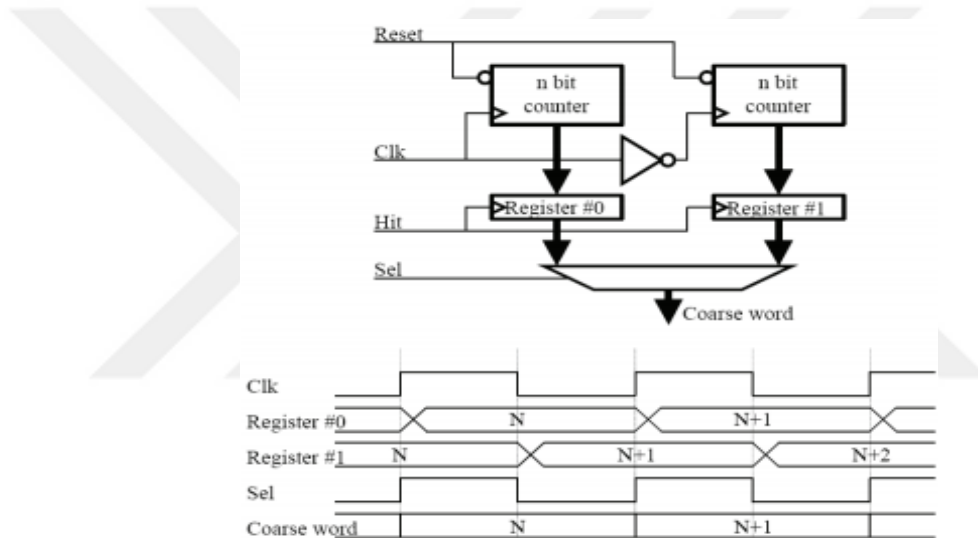 Reset
n bit
counter
n bit
counter
Clk
Register #0
Register #1
Hit
Sel
Coarse word
Clk
Register #0 N N+1
Register #1 N N+1 N+2
Sel
Coarse word N N+1